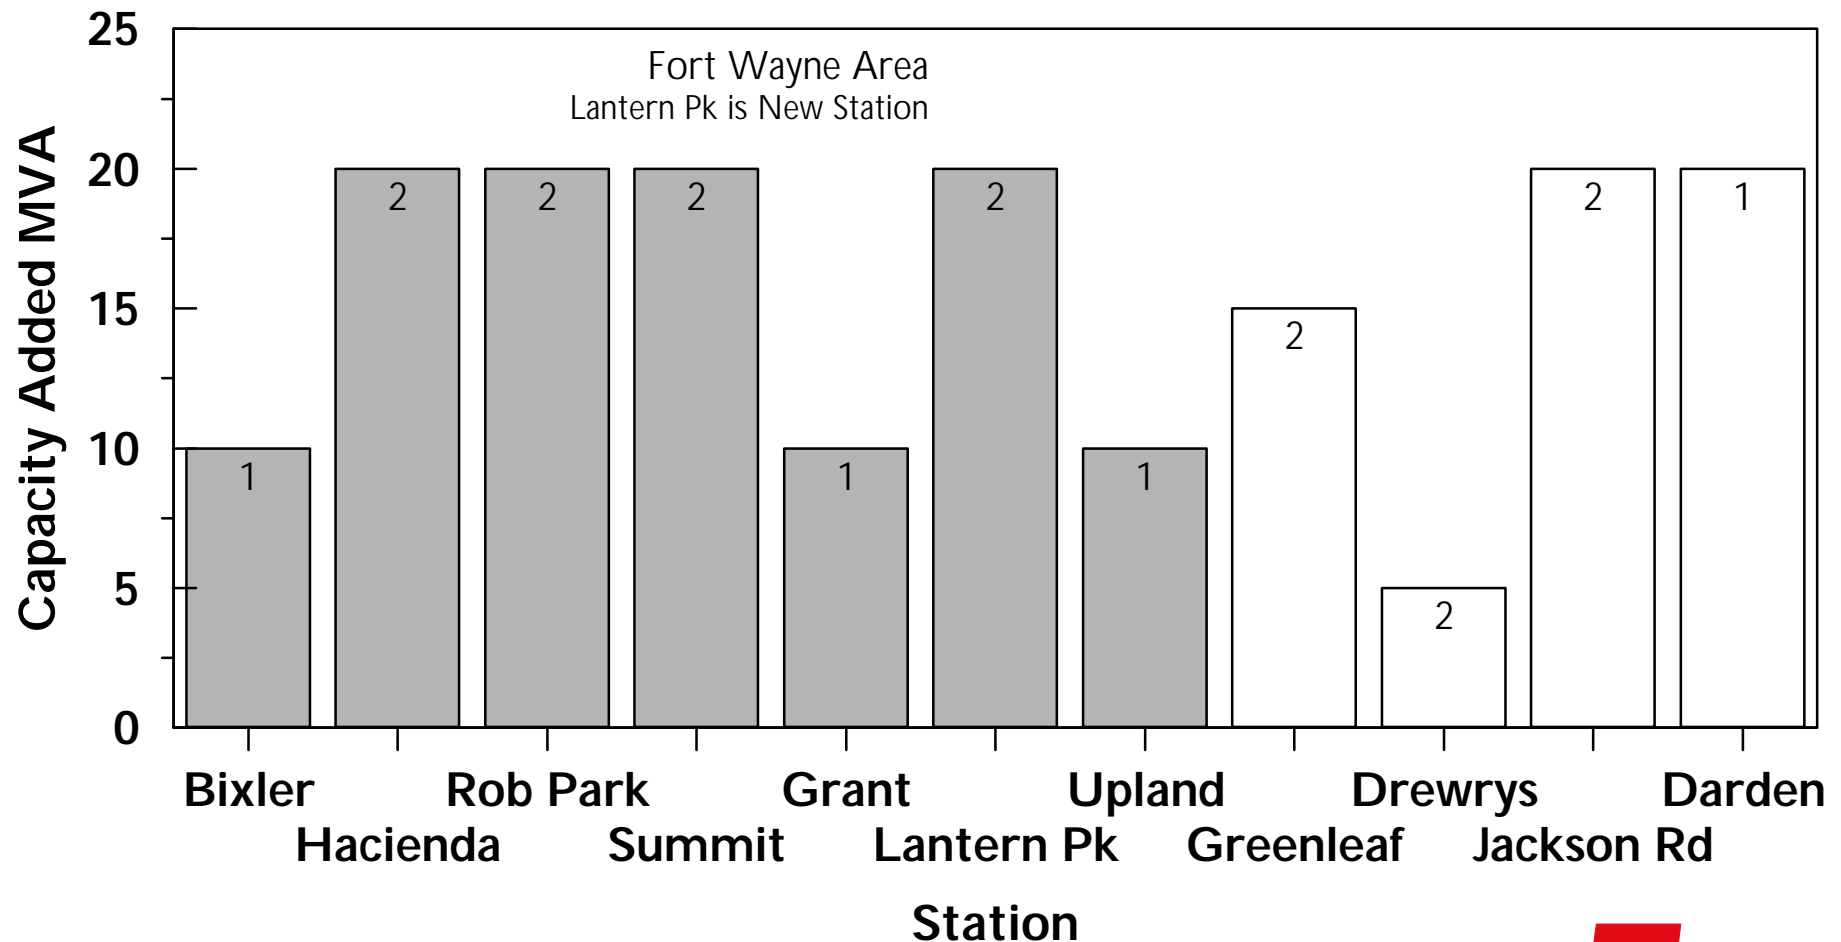 Fort Wayne Area
Lantern Pk is New Station
Capacity Added MVA
25
20
15
10
5
0
1
2
2
2
1
2
1
2
2
2
1
Bixler
Hacienda
Rob Park
Summit
Grant
Lantern Pk
Upland
Greenleaf
Drewrys
Jackson Rd
Darden
Station